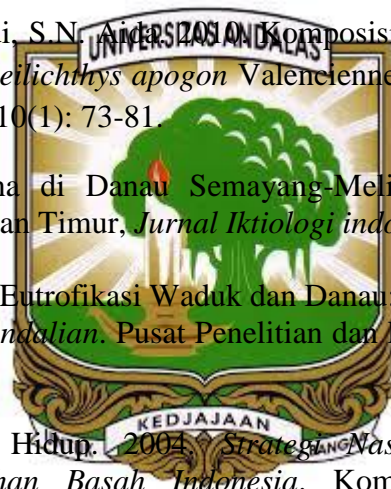 i, S.N. Aida. 2010. Komposisi
UNIVERSITAS ANDALAS
eilichthys apogon Valencienne
10(1): 73-81.
na di Danau Semayang-Meli
an Timur, Jurnal Iktiologi indo
Eutrofikasi Waduk dan Danau:
ndalian. Pusat Penelitian dan
KEDJAJAAN
BANGSA
Hidup. 2004. Strategi Nas
han Basah Indonesia. Kom